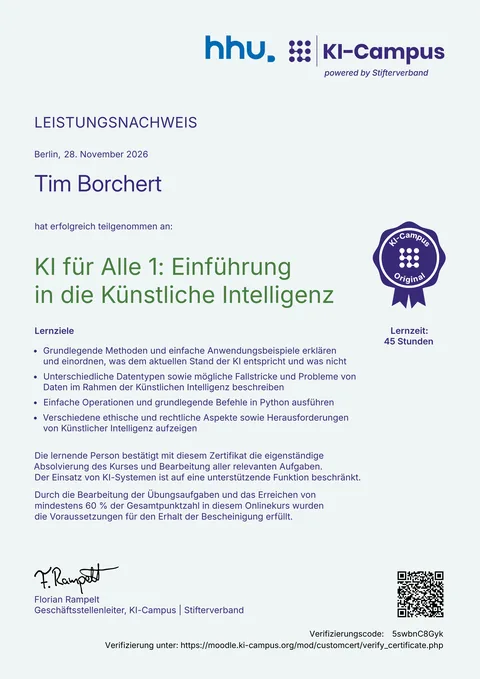 hhu.
KI-Campus
powered by Stifterverband
LEISTUNGSNACHWEIS
Berlin, 28. November 2026
Tim Borchert
hat erfolgreich teilgenommen an:
KI-Campus
Original
KI für Alle 1: Einführung
in die Künstliche Intelligenz
Lernziele
Lernzeit:
45 Stunden
• Grundlegende Methoden und einfache Anwendungsbeispiele erklären
und einordnen, was dem aktuellen Stand der KI entspricht und was nicht
• Unterschiedliche Datentypen sowie mögliche Fallstricke und Probleme von
Daten im Rahmen der Künstlichen Intelligenz beschreiben
• Einfache Operationen und grundlegende Befehle in Python ausführen
• Verschiedene ethische und rechtliche Aspekte sowie Herausforderungen
von Künstlicher Intelligenz aufzeigen
Die lernende Person bestätigt mit diesem Zertifikat die eigenständige
Absolvierung des Kurses und Bearbeitung aller relevanten Aufgaben.
Der Einsatz von KI-Systemen ist auf eine unterstützende Funktion beschränkt.
Durch die Bearbeitung der Übungsaufgaben und das Erreichen von
mindestens 60 % der Gesamtpunktzahl in diesem Onlinekurs wurden
die Voraussetzungen für den Erhalt der Bescheinigung erfüllt.
F. Rampelt
Florian Rampelt
Geschäftsstellenleiter, KI-Campus | Stifterverband
Verifizierungscode: 5swbnC8Gyk
Verifizierung unter: https://moodle.ki-campus.org/mod/customcert/verify_certificate.php